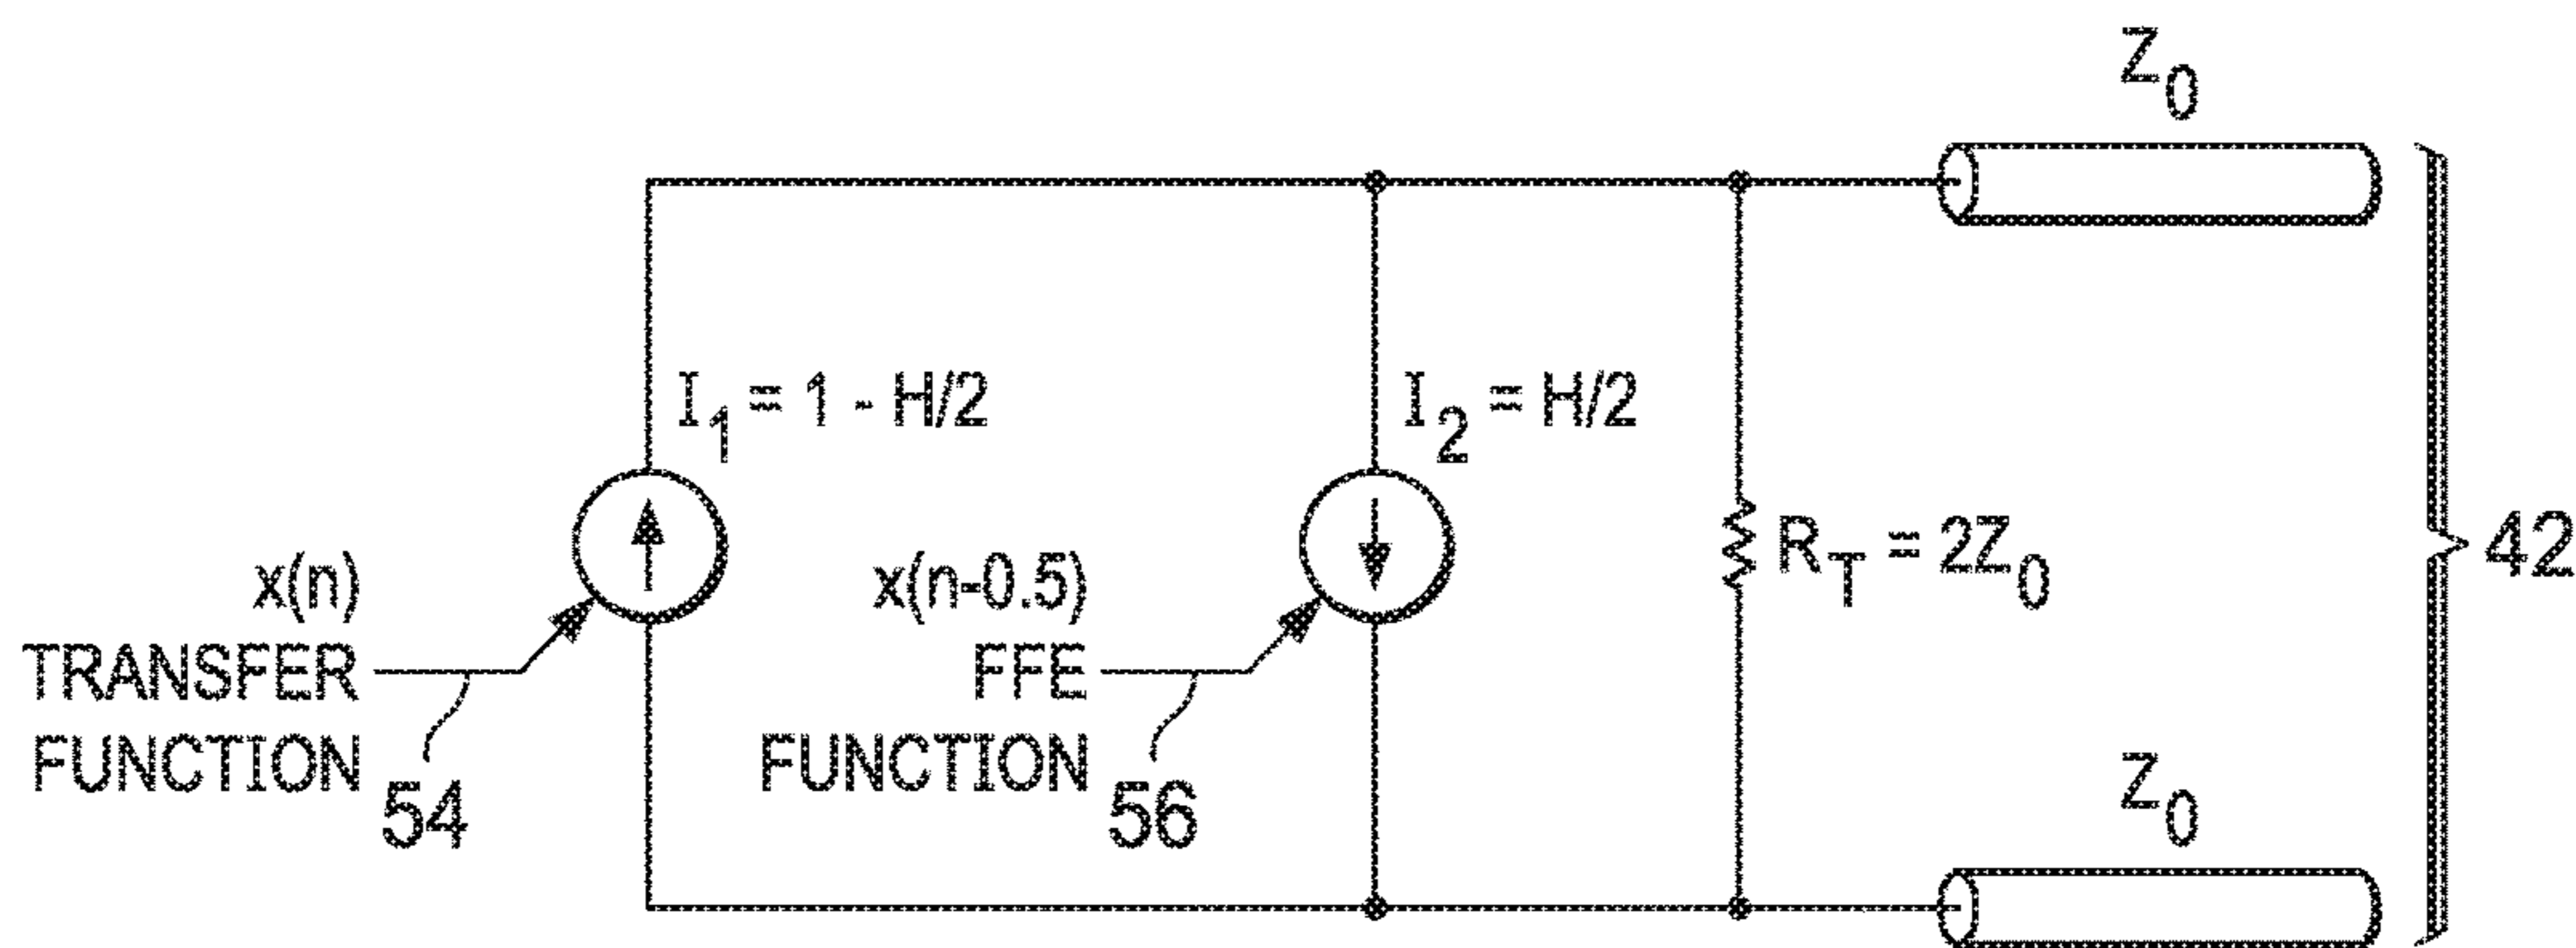 Z0
I1 = 1 - H/2
I2 = H/2
x(n)
TRANSFER
FUNCTION
54
x(n-0.5)
FFE
FUNCTION
56
RT = 2Z0
42
Z0